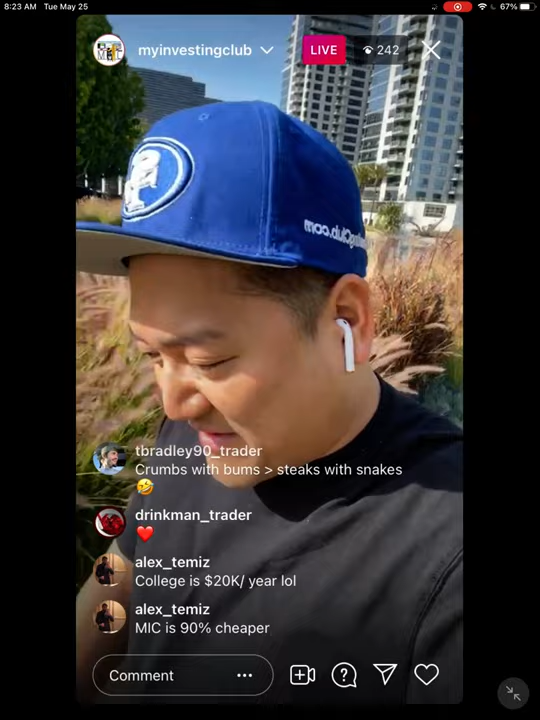 8:23 AM Tue May 25
67%
myinvestingclub
LIVE
242
tbradley90_trader
Crumbs with bums > steaks with snakes
🤣
drinkman_trader
❤️
alex_temiz
College is $20K/ year lol
alex_temiz
MIC is 90% cheaper
Comment